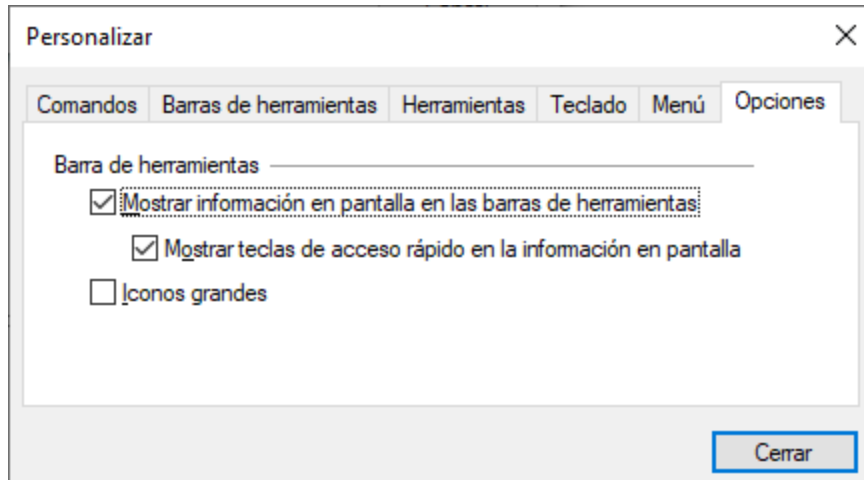 Personalizar
Comandos Barras de herramientas Herramientas Teclado Menú Opciones
Barra de herramientas
Mostrar información en pantalla en las barras de herramientas
Mostrar teclas de acceso rápido en la información en pantalla
Iconos grandes
Cerrar